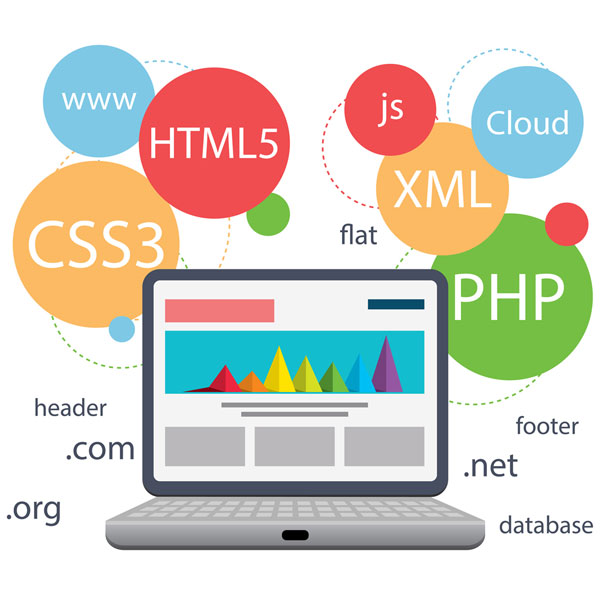 www
HTML5
CSS3
js
Cloud
XML
flat
PHP
header
.com
.org
footer
.net
database